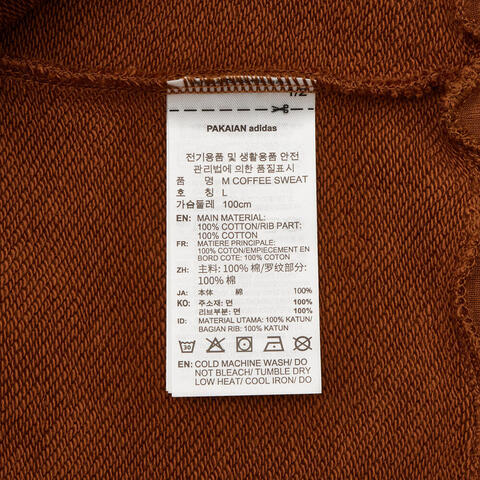 1/2
PAKAIAN adidas
전기용품 및 생활용품 안전
관리법에 의한 품질표시
품 명 M COFFEE SWEAT
호 칭 L
가슴둘레 100cm
EN: MAIN MATERIAL:
100% COTTON/RIB PART:
100% COTTON
FR: MATIERE PRINCIPALE:
100% COTON/EMPIECEMENT EN
BORD COTE: 100% COTON
ZH: 主料: 100% 棉/罗纹部分:
100% 棉
JA: 本体 綿 100%
KO: 주소재: 면 100%
리브부분: 면 100%
ID: MATERIAL UTAMA: 100% KATUN/
BAGIAN RIB: 100% KATUN
30
EN: COLD MACHINE WASH/ DO
NOT BLEACH/ TUMBLE DRY
LOW HEAT/ COOL IRON/ DO